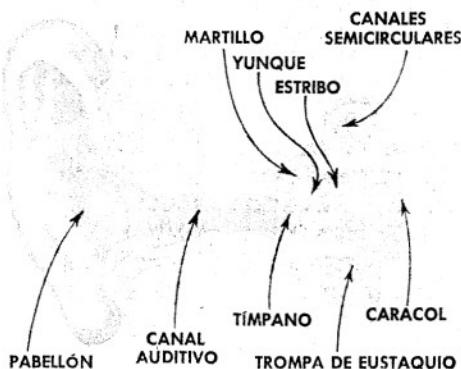 CANALES
SEMICIRCULARES
MARTILLO
YUNQUE
ESTRIBO
TÍMPANO
CARACOL
CANAL
AUDITIVO
PABELLÓN
TROMPA DE EUSTAQUIO